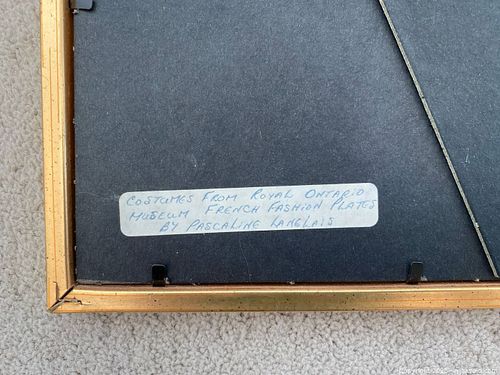 COSTUMES FROM ROYAL ONTARIO
MUSEUM FRENCH FASHION PLATES
BY PASCALINE LANGLAIS